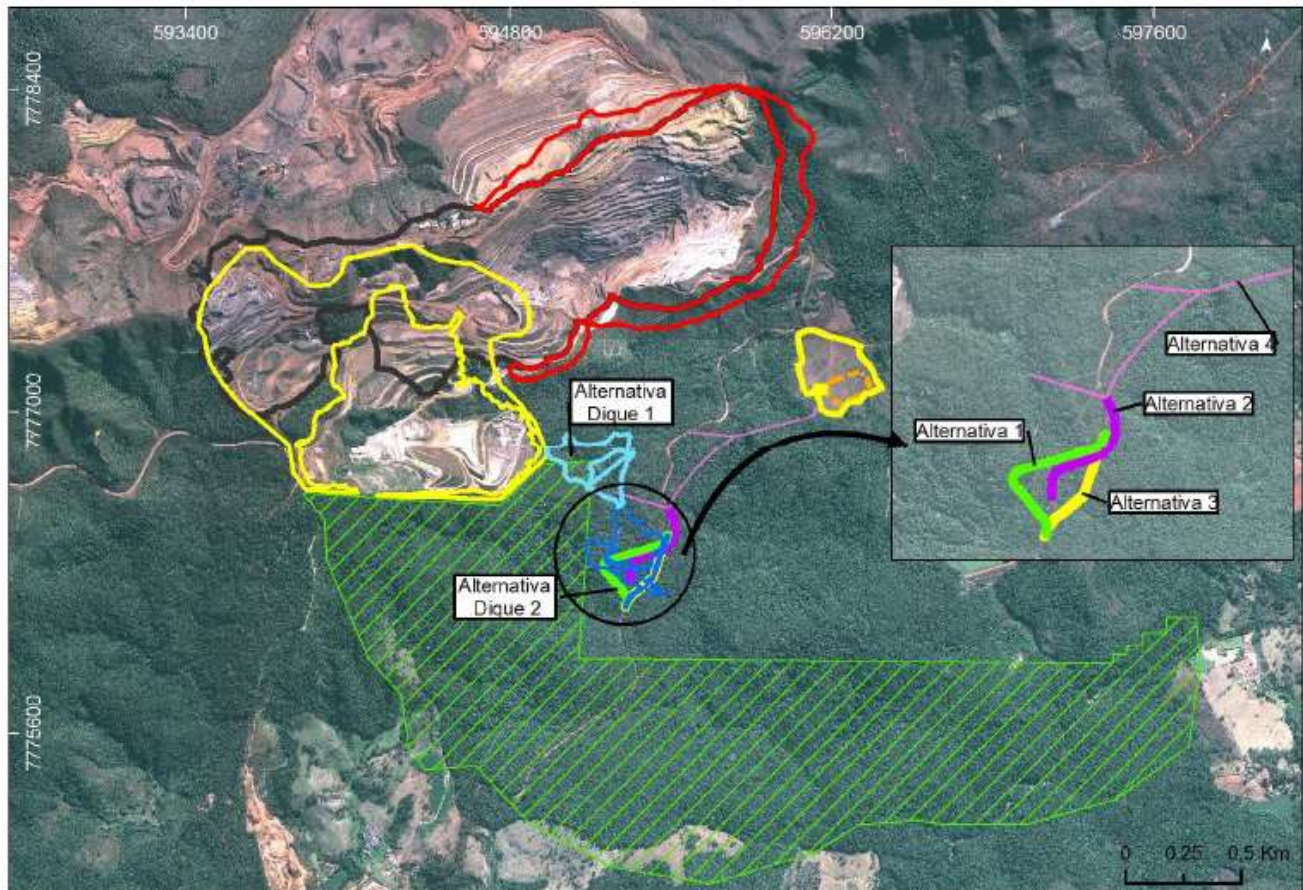 593400
594800
596200
597600
7778400
7777000
7775600
Alternativa
Dique 1
Alternativa
Dique 2
Alternativa 4
Alternativa 2
Alternativa 1
Alternativa 3
0
0,25
0,5 Km